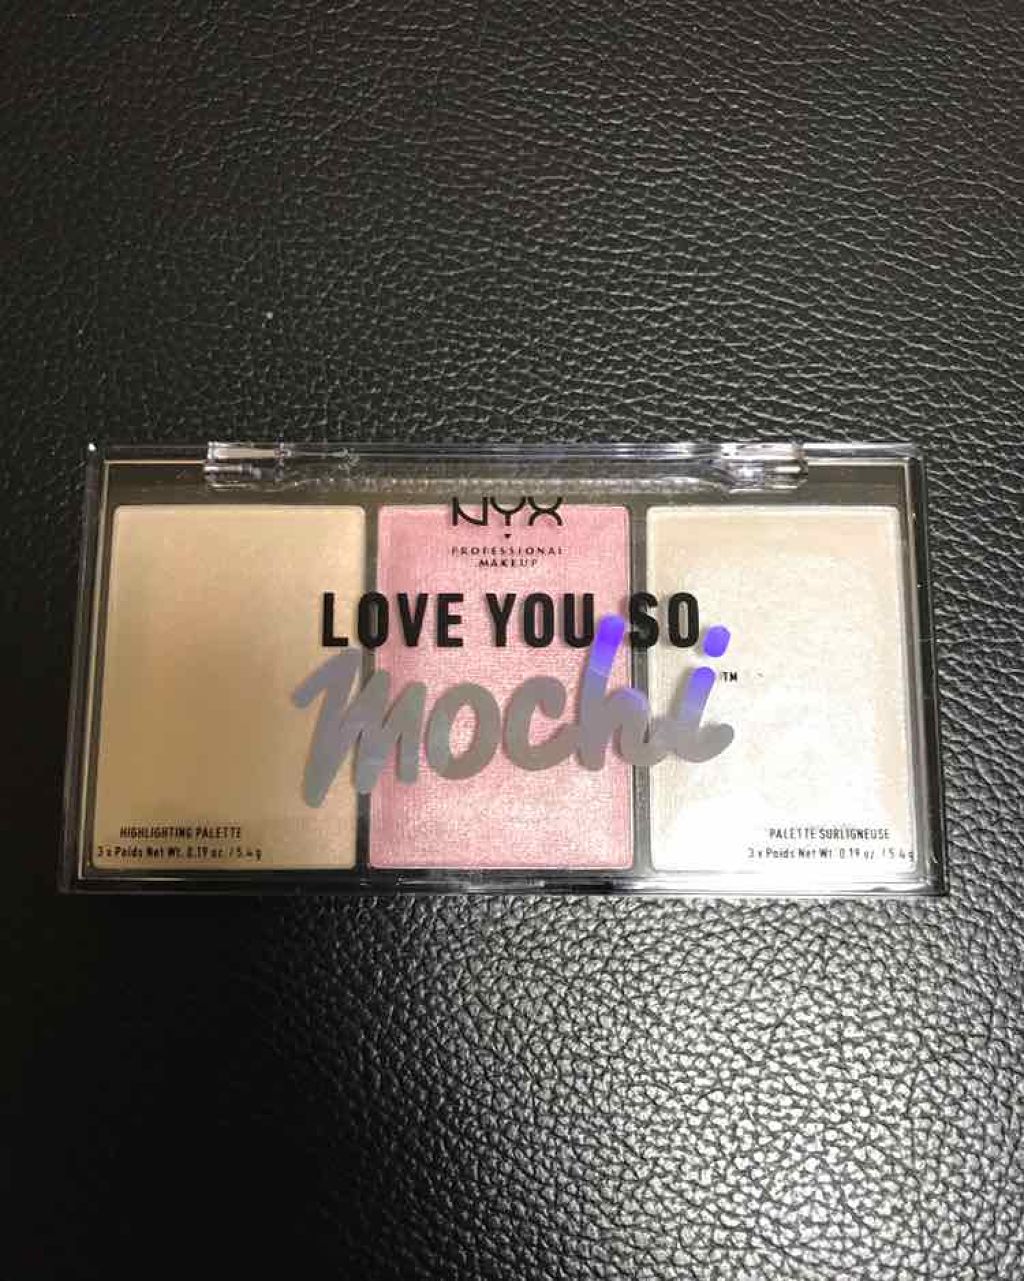 NYX
PROFESSIONAL
MAKEUP
LOVE YOU SO
mochi
TM
HIGHLIGHTING PALETTE
3 x Poids Net Wt. 0.19 oz. / 5.4 g
PALETTE SURLIGNEUSE
3 x Poids Net Wt. 0.19 oz. / 5.4 g